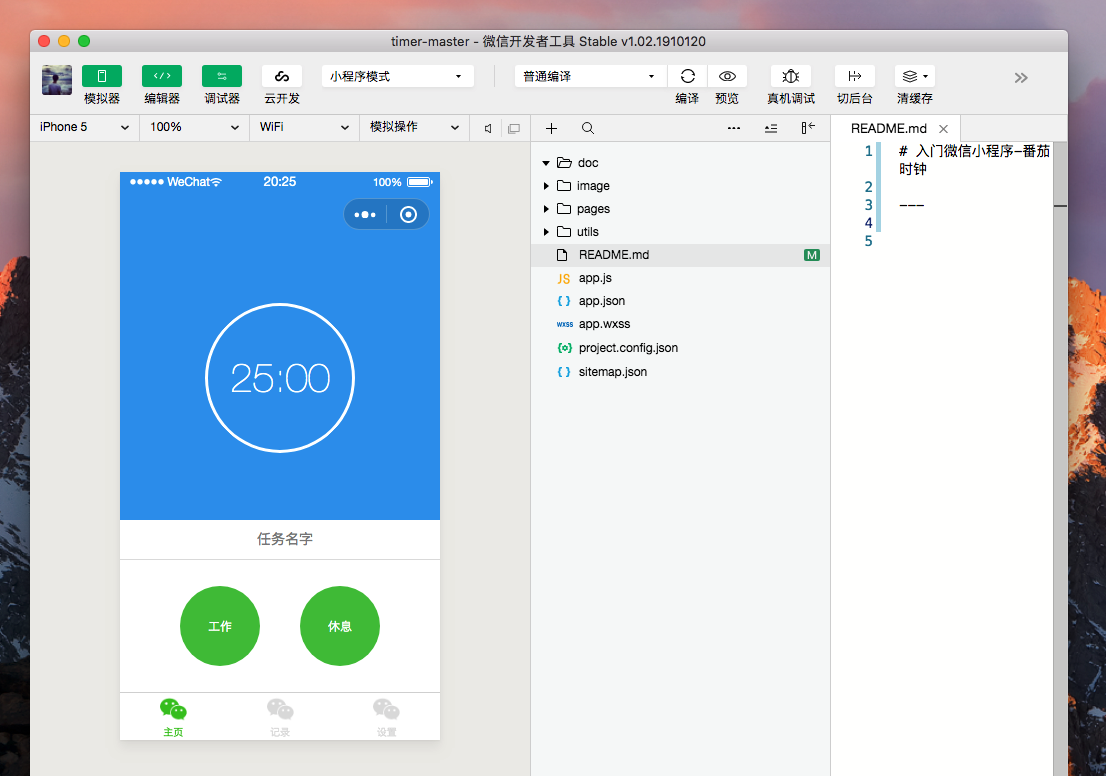 timer-master - 微信开发者工具 Stable v1.02.1910120
模拟器 编辑器 调试器 云开发 小程序模式 普通编译 编译 预览 真机调试 切后台 清缓存
iPhone 5 100% WiFi 模拟操作
WeChat 20:25 100%
25:00
任务名字
工作 休息
主页 记录 设置
doc
image
pages
utils
README.md M
JS app.js
{ } app.json
wxss app.wxss
project.config.json
{ } sitemap.json
README.md
1 # 入门微信小程序—番茄
时钟
2
3 ---
4
5